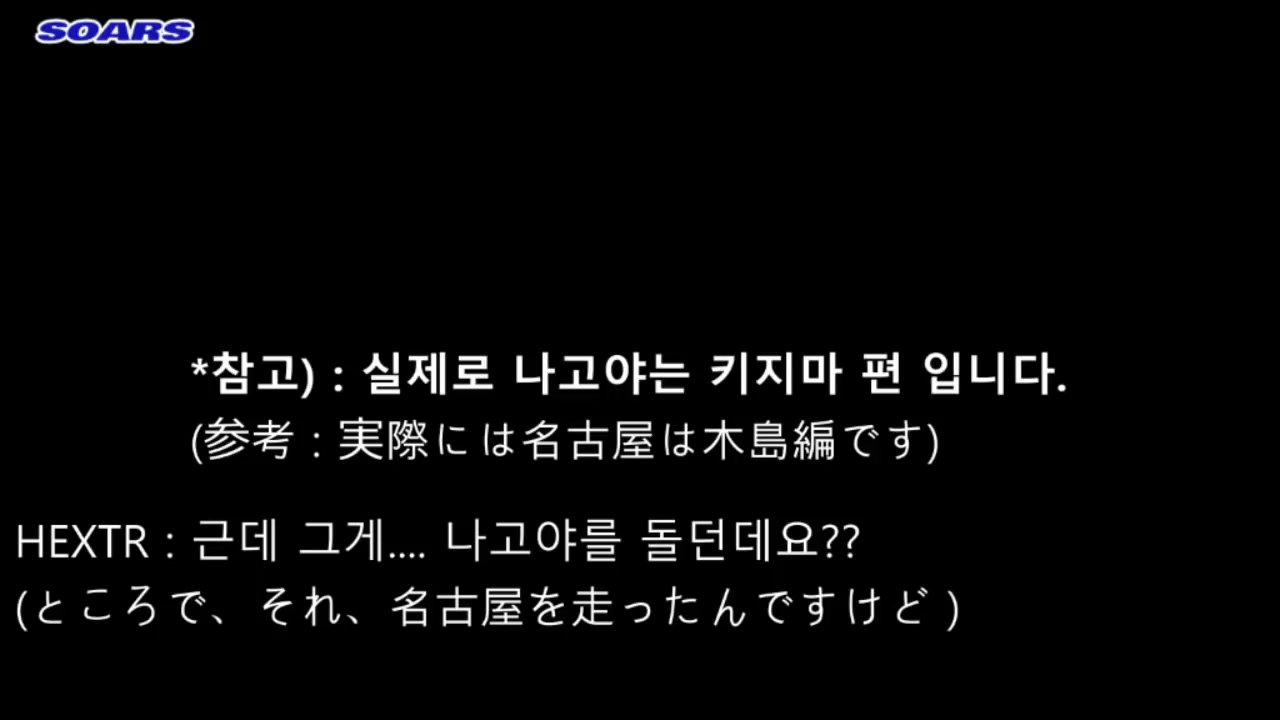 SOARS
*참고) : 실제로 나고야는 키지마 편 입니다.
(参考 : 実際には名古屋は木島編です)
HEXTR : 근데 그게.... 나고야를 돌던데요??
(ところで、それ、名古屋を走ったんですけど )